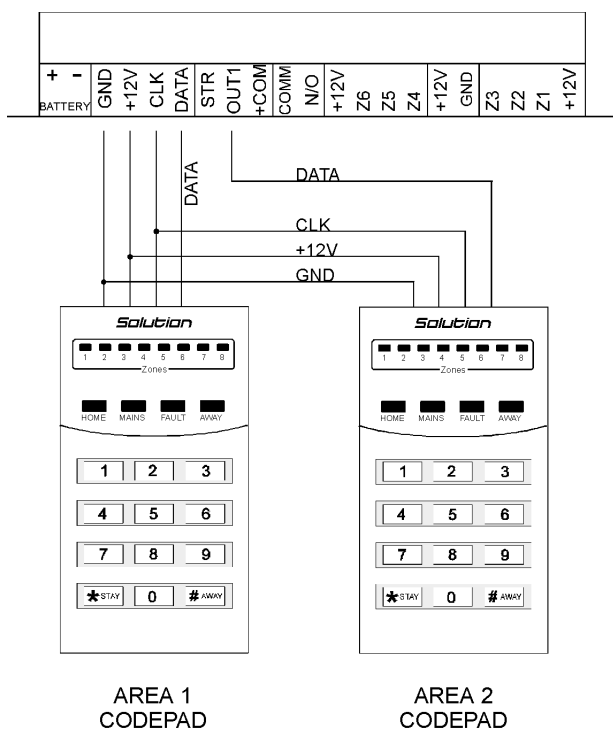 + - GND +12V CLK DATA STR OUT1 +COM COMM N/O +12V Z6 Z5 Z4 +12V GND Z3 Z2 Z1 +12V
BATTERY
DATA
DATA
CLK
+12V
GND
Solution
1 2 3 4 5 6 7 8
Zones
HOME MAINS FAULT AWAY
1 2 3
4 5 6
7 8 9
*STAY 0 # AWAY
Solution
1 2 3 4 5 6 7 8
Zones
HOME MAINS FAULT AWAY
1 2 3
4 5 6
7 8 9
*STAY 0 # AWAY
AREA 1
CODEPAD
AREA 2
CODEPAD